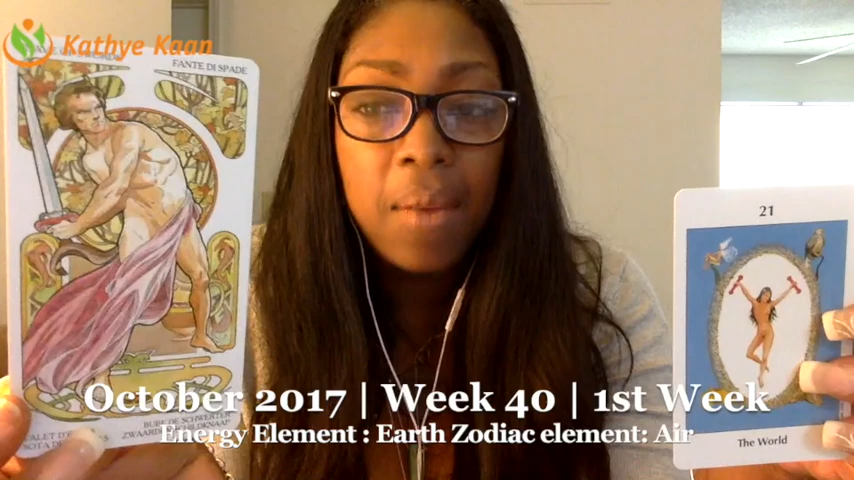 Kathye Kaan
FANTE DI SPADE
21
October 2017 | Week 40 | 1st Week
Energy Element : Earth Zodiac element: Air
The World